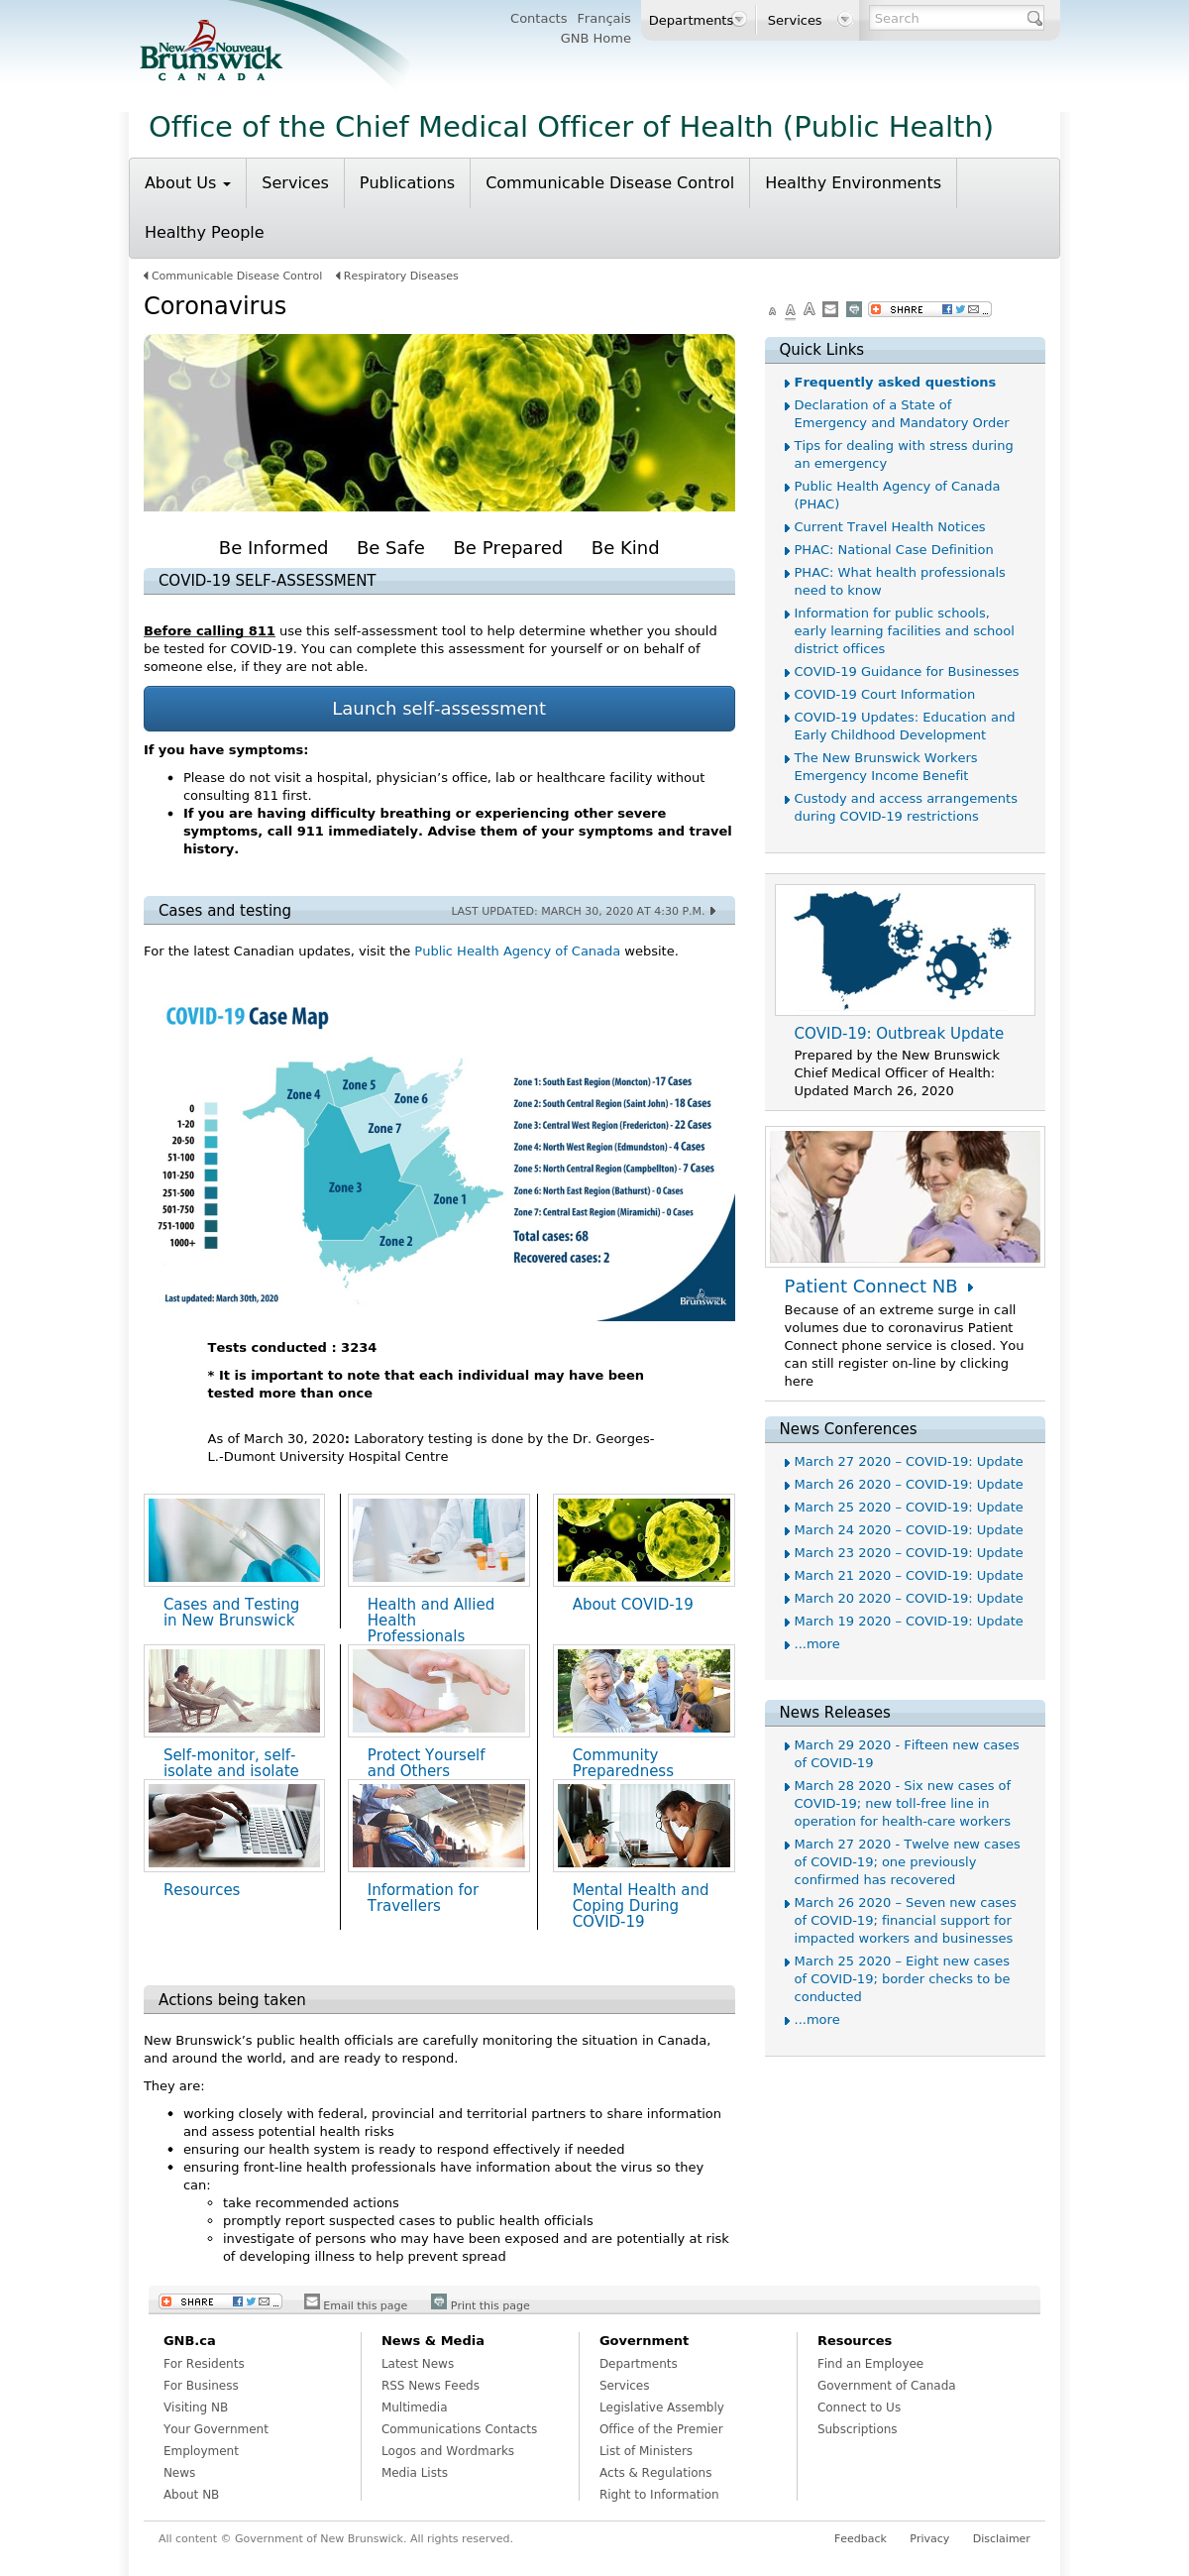 Contacts Français
GNB Home
Departments
Services
Search
New Nouveau
Brunswick
CANADA
Office of the Chief Medical Officer of Health (Public Health)
About Us
Services
Publications
Communicable Disease Control
Healthy Environments
Healthy People
Communicable Disease Control Respiratory Diseases
Coronavirus
Be Informed Be Safe Be Prepared Be Kind
COVID-19 SELF-ASSESSMENT
Before calling 811 use this self-assessment tool to help determine whether you should
be tested for COVID-19. You can complete this assessment for yourself or on behalf of
someone else, if they are not able.
Launch self-assessment
If you have symptoms:
Please do not visit a hospital, physician’s office, lab or healthcare facility without
consulting 811 first.
If you are having difficulty breathing or experiencing other severe
symptoms, call 911 immediately. Advise them of your symptoms and travel
history.
Cases and testing
LAST UPDATED: MARCH 30, 2020 AT 4:30 P.M.
For the latest Canadian updates, visit the Public Health Agency of Canada website.
COVID-19 Case Map
0
1-20
20-50
51-100
101-250
251-500
501-750
751-1000
1000+
Zone 4
Zone 5
Zone 6
Zone 7
Zone 3
Zone 1
Zone 2
Zone 1: South East Region (Moncton) -17 Cases
Zone 2: South Central Region (Saint John) - 18 Cases
Zone 3: Central West Region (Fredericton) - 22 Cases
Zone 4: North West Region (Edmundston) - 4 Cases
Zone 5: North Central Region (Campbellton) - 7 Cases
Zone 6: North East Region (Bathurst) - 0 Cases
Zone 7: Central East Region (Miramichi) - 0 Cases
Total cases: 68
Recovered cases: 2
Last updated: March 30th, 2020
Brunswick
Tests conducted : 3234
* It is important to note that each individual may have been
tested more than once
As of March 30, 2020: Laboratory testing is done by the Dr. Georges-
L.-Dumont University Hospital Centre
Cases and Testing
in New Brunswick
Health and Allied
Health
Professionals
About COVID-19
Self-monitor, self-
isolate and isolate
Protect Yourself
and Others
Community
Preparedness
Resources
Information for
Travellers
Mental Health and
Coping During
COVID-19
Actions being taken
New Brunswick’s public health officials are carefully monitoring the situation in Canada,
and around the world, and are ready to respond.
They are:
working closely with federal, provincial and territorial partners to share information
and assess potential health risks
ensuring our health system is ready to respond effectively if needed
ensuring front-line health professionals have information about the virus so they
can:
take recommended actions
promptly report suspected cases to public health officials
investigate of persons who may have been exposed and are potentially at risk
of developing illness to help prevent spread
A A A SHARE ...
Quick Links
Frequently asked questions
Declaration of a State of
Emergency and Mandatory Order
Tips for dealing with stress during
an emergency
Public Health Agency of Canada
(PHAC)
Current Travel Health Notices
PHAC: National Case Definition
PHAC: What health professionals
need to know
Information for public schools,
early learning facilities and school
district offices
COVID-19 Guidance for Businesses
COVID-19 Court Information
COVID-19 Updates: Education and
Early Childhood Development
The New Brunswick Workers
Emergency Income Benefit
Custody and access arrangements
during COVID-19 restrictions
COVID-19: Outbreak Update
Prepared by the New Brunswick
Chief Medical Officer of Health:
Updated March 26, 2020
Patient Connect NB
Because of an extreme surge in call
volumes due to coronavirus Patient
Connect phone service is closed. You
can still register on-line by clicking
here
News Conferences
March 27 2020 – COVID-19: Update
March 26 2020 – COVID-19: Update
March 25 2020 – COVID-19: Update
March 24 2020 – COVID-19: Update
March 23 2020 – COVID-19: Update
March 21 2020 – COVID-19: Update
March 20 2020 – COVID-19: Update
March 19 2020 – COVID-19: Update
...more
News Releases
March 29 2020 - Fifteen new cases
of COVID-19
March 28 2020 - Six new cases of
COVID-19; new toll-free line in
operation for health-care workers
March 27 2020 - Twelve new cases
of COVID-19; one previously
confirmed has recovered
March 26 2020 – Seven new cases
of COVID-19; financial support for
impacted workers and businesses
March 25 2020 – Eight new cases
of COVID-19; border checks to be
conducted
...more
SHARE ... Email this page Print this page
GNB.ca
For Residents
For Business
Visiting NB
Your Government
Employment
News
About NB
News & Media
Latest News
RSS News Feeds
Multimedia
Communications Contacts
Logos and Wordmarks
Media Lists
Government
Departments
Services
Legislative Assembly
Office of the Premier
List of Ministers
Acts & Regulations
Right to Information
Resources
Find an Employee
Government of Canada
Connect to Us
Subscriptions
All content © Government of New Brunswick. All rights reserved.
Feedback Privacy Disclaimer